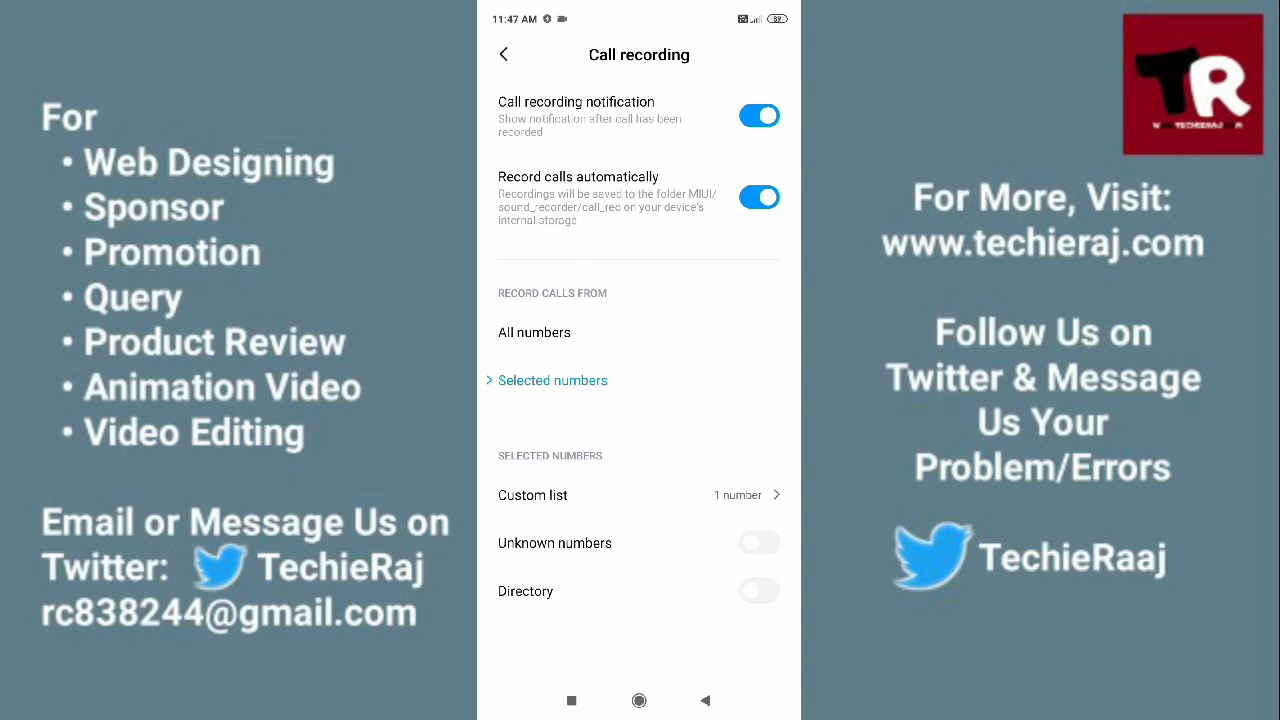 For
• Web Designing
• Sponsor
• Promotion
• Query
• Product Review
• Animation Video
• Video Editing
Email or Message Us on
Twitter: TechieRaj
rc838244@gmail.com
11:47 AM
89
Call recording
Call recording notification
Show notification after call has been
recorded
Record calls automatically
Recordings will be saved to the folder MIUI/
sound_recorder/call_rec on your device's
internal storage
RECORD CALLS FROM
All numbers
Selected numbers
SELECTED NUMBERS
Custom list 1 number
Unknown numbers
Directory
TR
For More, Visit:
www.techieraj.com
Follow Us on
Twitter & Message
Us Your
Problem/Errors
TechieRaaj